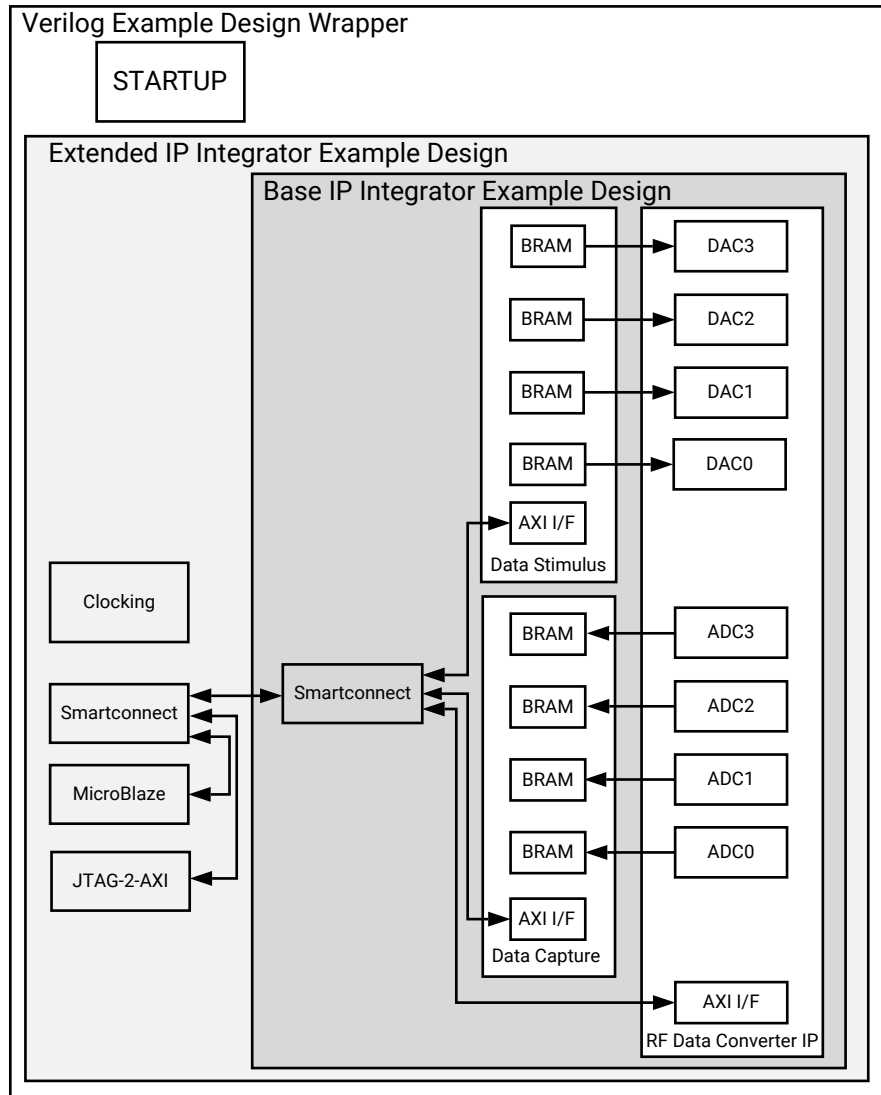 Verilog Example Design Wrapper
STARTUP
Extended IP Integrator Example Design
Base IP Integrator Example Design
BRAM
DAC3
BRAM
DAC2
BRAM
DAC1
BRAM
DAC0
AXI I/F
Data Stimulus
Clocking
BRAM
ADC3
Smartconnect
Smartconnect
BRAM
ADC2
MicroBlaze
BRAM
ADC1
JTAG-2-AXI
BRAM
ADC0
AXI I/F
Data Capture
AXI I/F
RF Data Converter IP